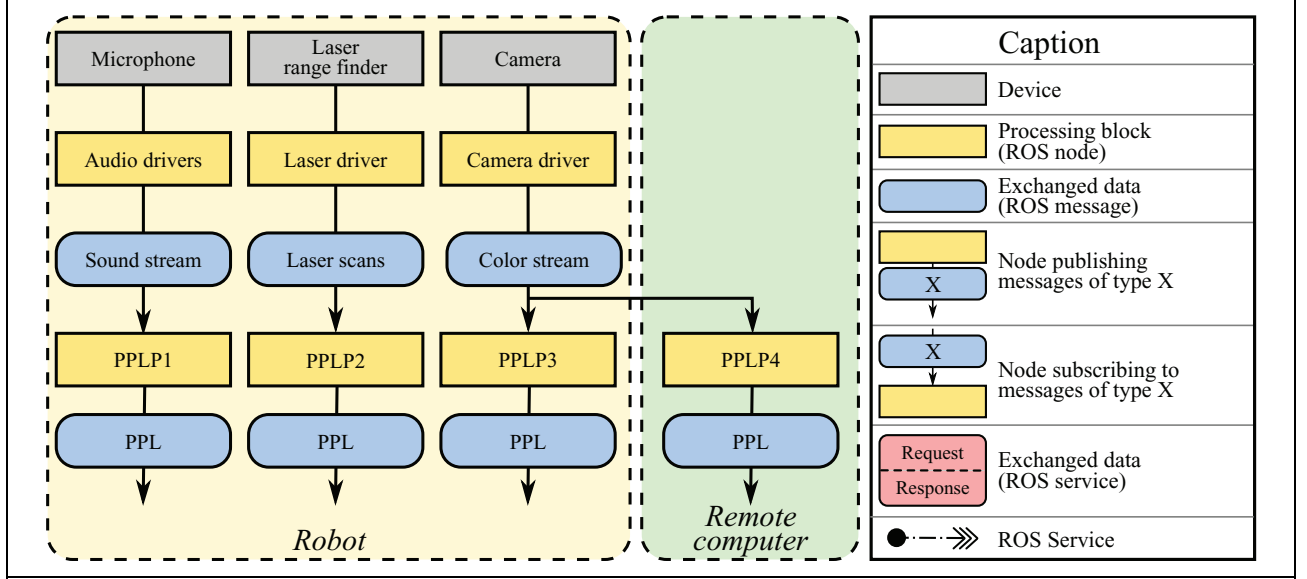 Microphone
Laser
range finder
Camera
Audio drivers
Laser driver
Camera driver
Sound stream
Laser scans
Color stream
PPLP1
PPLP2
PPLP3
PPLP4
PPL
PPL
PPL
PPL
Robot
Remote
computer
Caption
Device
Processing block
(ROS node)
Exchanged data
(ROS message)
X
Node publishing
messages of type X
X
Node subscribing to
messages of type X
Request
Response
Exchanged data
(ROS service)
ROS Service